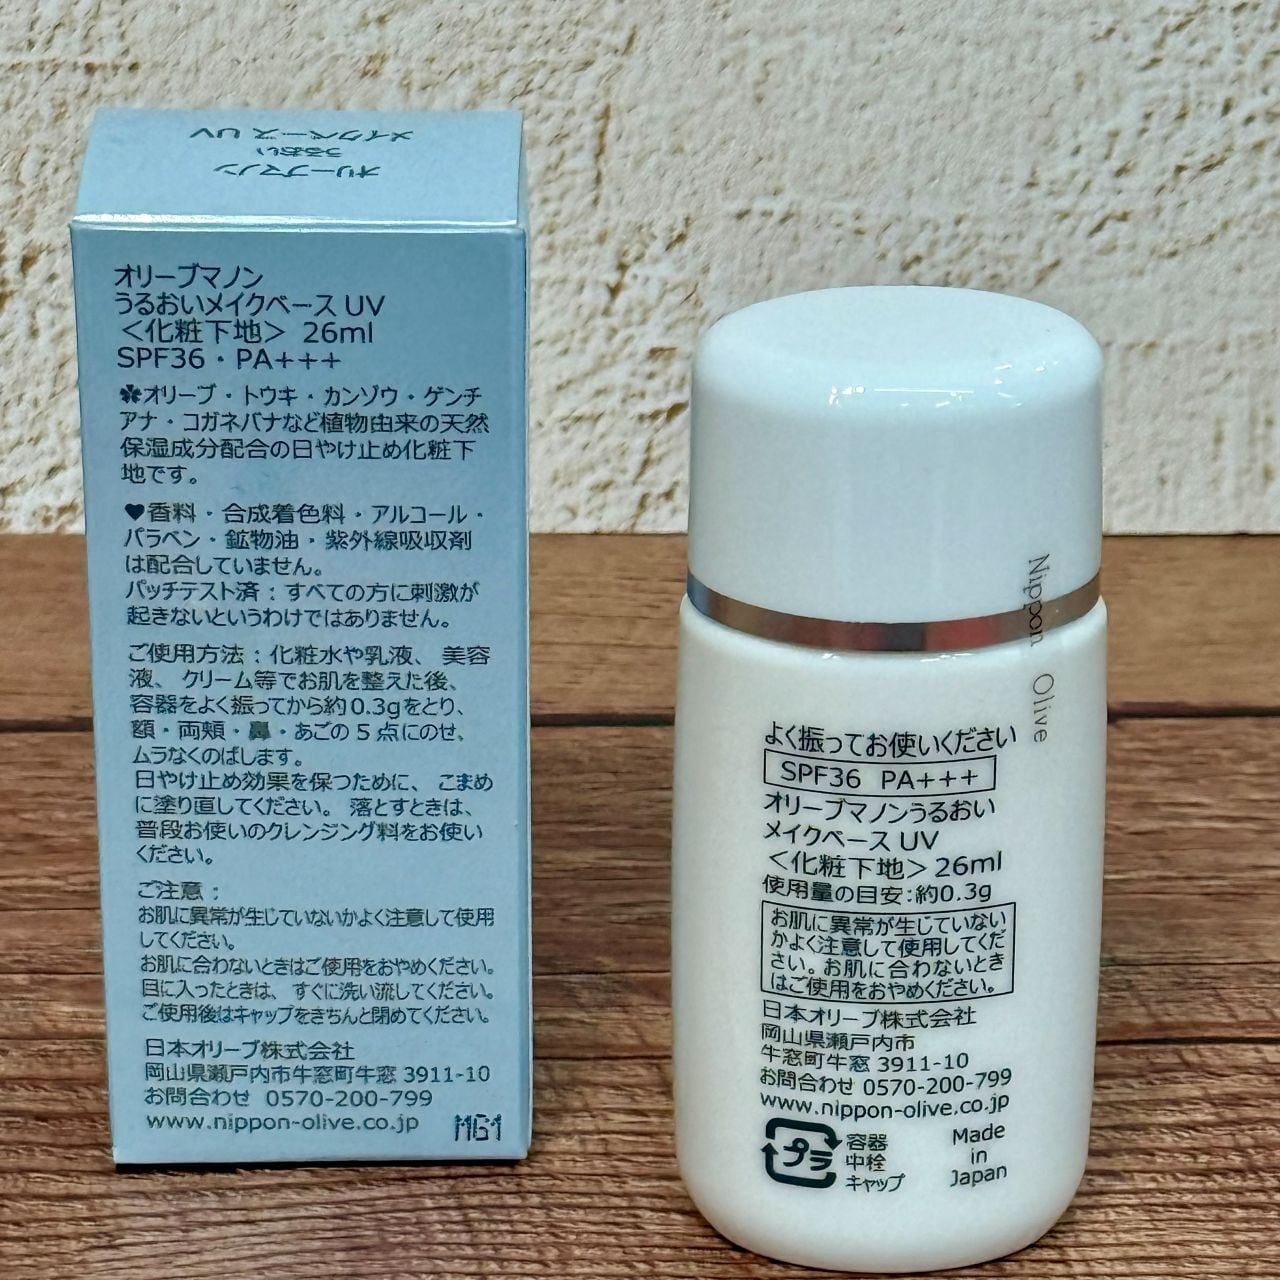 オリーブマノン
うるおい
メイクベース UV
オリーブマノン
うるおいメイクベース UV
＜化粧下地＞ 26ml
SPF36・PA+++
✿オリーブ・トウキ・カンゾウ・ゲンチ
アナ・コガネバナなど植物由来の天然
保湿成分配合の日やけ止め化粧下
地です。
♥香料・合成着色料・アルコール・
パラベン・鉱物油・紫外線吸収剤
は配合していません。
パッチテスト済：すべての方に刺激が
起きないというわけではありません。
ご使用方法：化粧水や乳液、美容
液、クリーム等でお肌を整えた後、
容器をよく振ってから約0.3gをとり、
額・両頬・鼻・あごの5点にのせ、
ムラなくのばします。
日やけ止め効果を保つために、こまめ
に塗り直してください。落とすときは、
普段お使いのクレンジング料をお使い
ください。
ご注意：
お肌に異常が生じていないかよく注意して使用
してください。
お肌に合わないときはご使用をおやめください。
目に入ったときは、すぐに洗い流してください。
ご使用後はキャップをきちんと閉めてください。
日本オリーブ株式会社
岡山県瀬戸内市牛窓町牛窓 3911-10
お問合わせ 0570-200-799
www.nippon-olive.co.jp
MG1
Nippon Olive
よく振ってお使いください
SPF36 PA+++
オリーブマノンうるおい
メイクベース UV
＜化粧下地＞26ml
使用量の目安：約0.3g
お肌に異常が生じていない
かよく注意して使用してくだ
さい。お肌に合わないとき
はご使用をおやめください。
日本オリーブ株式会社
岡山県瀬戸内市
牛窓町牛窓 3911-10
お問合わせ 0570-200-799
www.nippon-olive.co.jp
プラ
容器
中栓
キャップ
Made
in
Japan